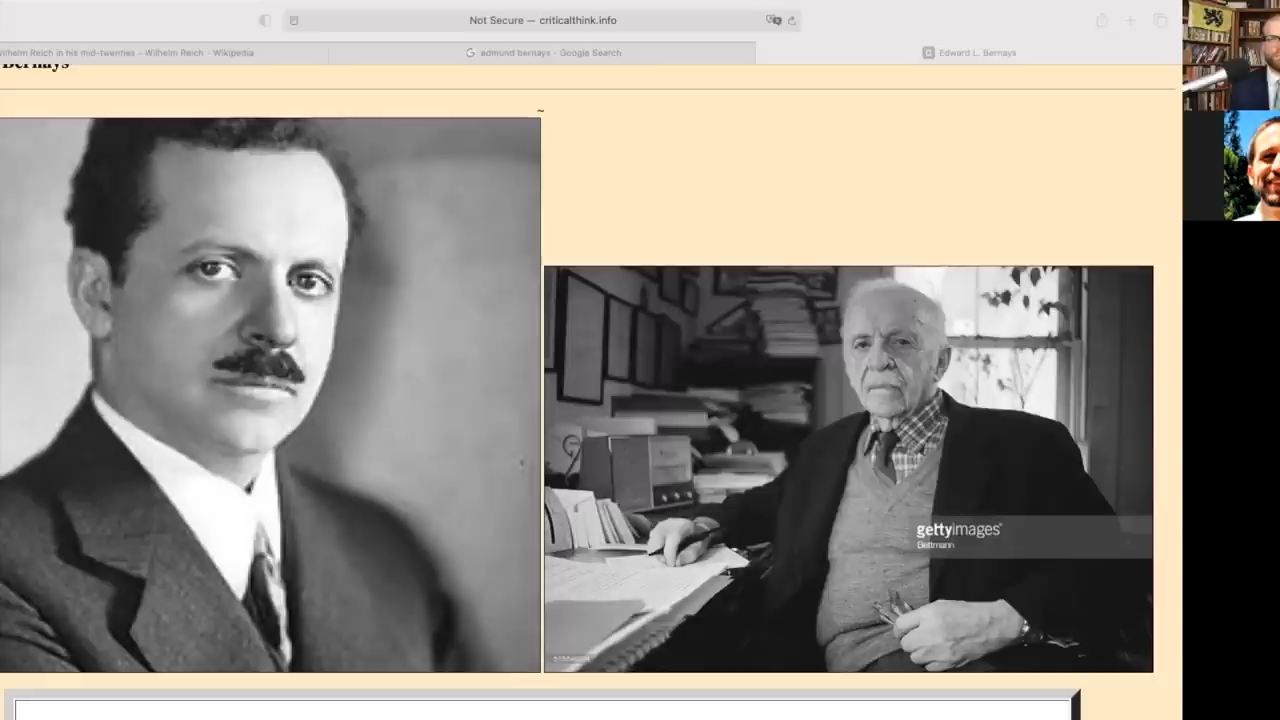 Not Secure — criticalthink.info
Wilhelm Reich in his mid-twenties - Wilhelm Reich - Wikipedia
edmund bernays - Google Search
Edward L. Bernays
Bernays
~
gettyimages
Bettmann